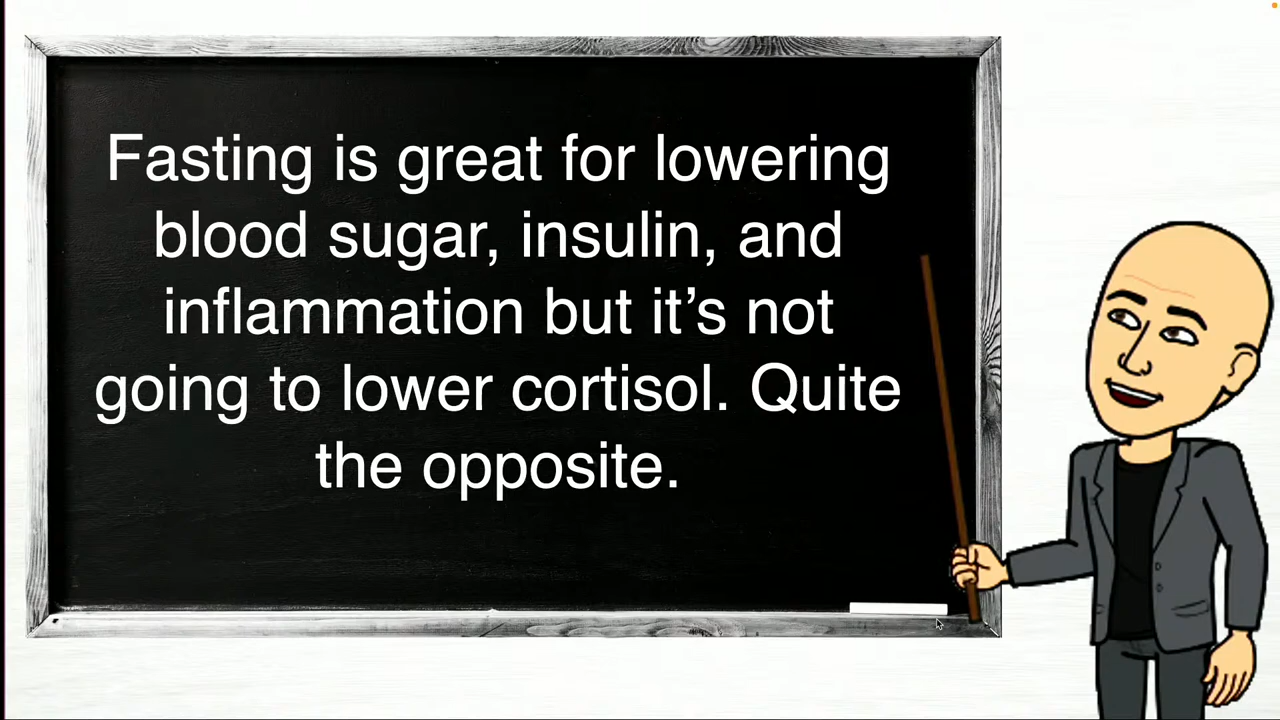 Fasting is great for lowering
blood sugar, insulin, and
inflammation but it’s not
going to lower cortisol. Quite
the opposite.